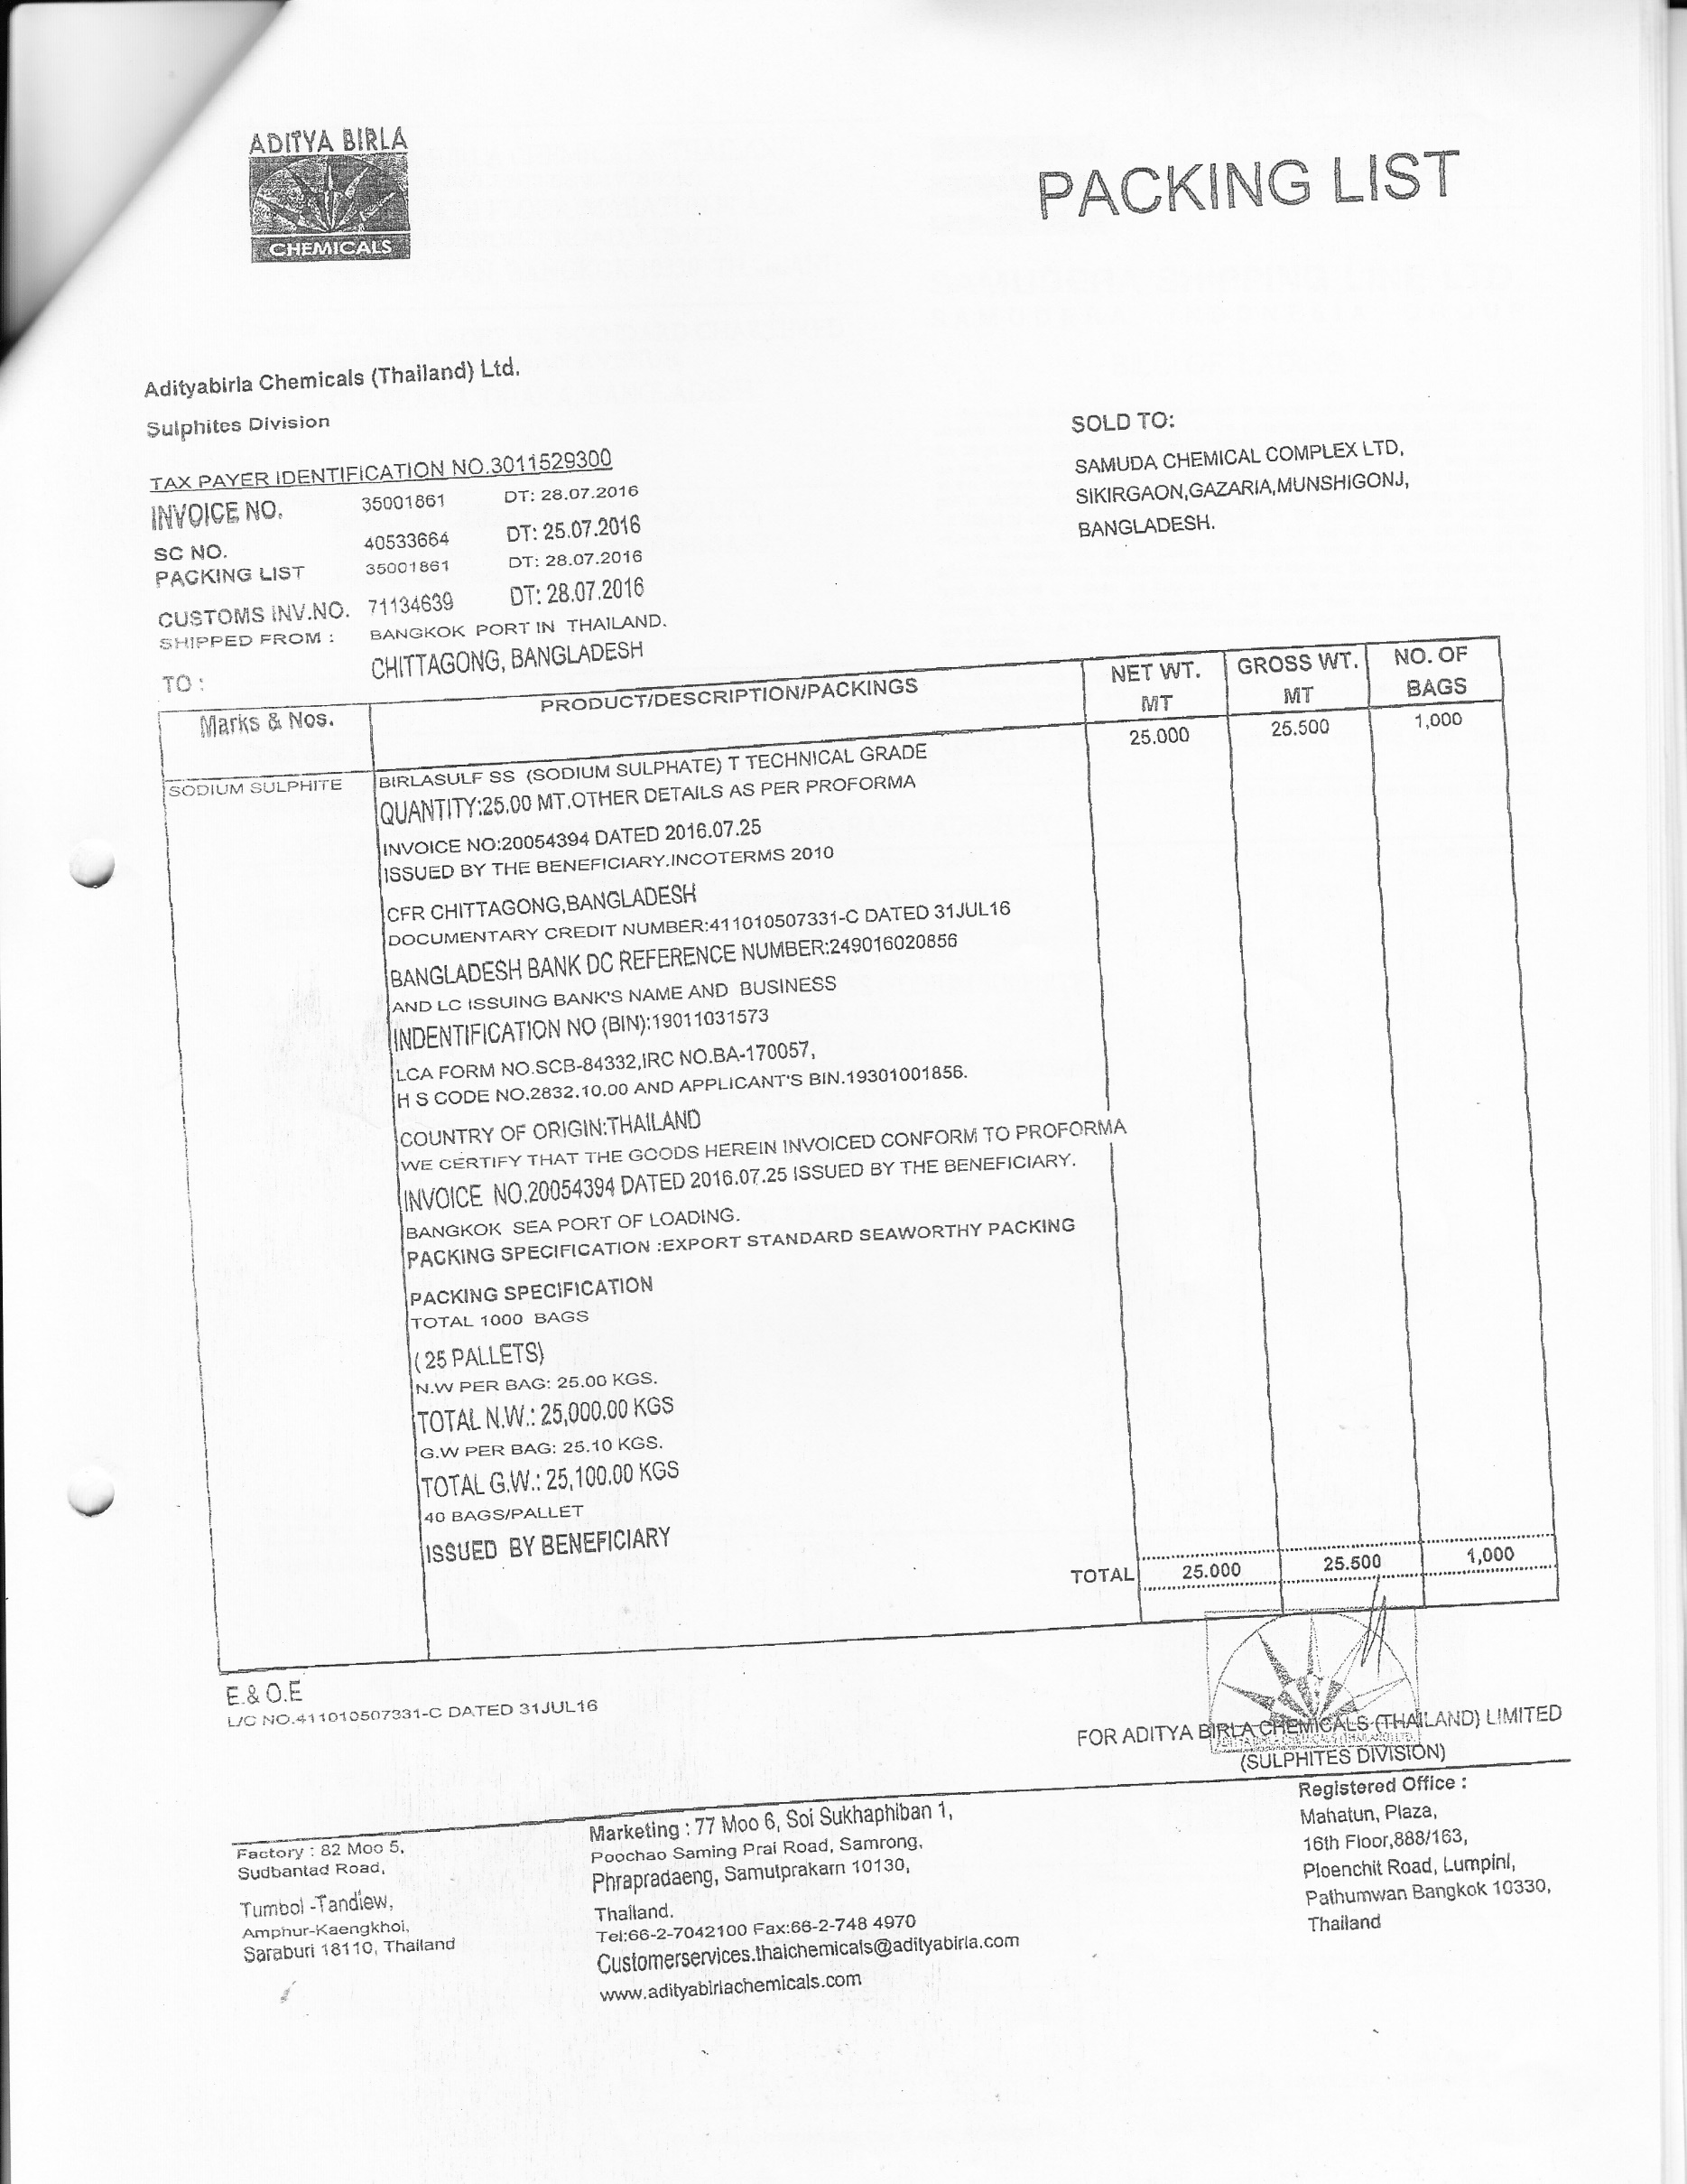 ADITYA BIRLA
CHEMICALS
PACKING LIST
Adityabirla Chemicals (Thailand) Ltd.
Sulphites Division
SOLD TO:
SAMUDA CHEMICAL COMPLEX LTD,
SIKIRGAON,GAZARIA,MUNSHIGONJ,
BANGLADESH.
TAX PAYER IDENTIFICATION NO.3011529300
INVOICE NO. 35001861 DT: 28.07.2016
SC NO. 40533664 DT: 25.07.2016
PACKING LIST 35001861 DT: 28.07.2016
CUSTOMS INV.NO. 71134639 DT: 28.07.2016
SHIPPED FROM : BANGKOK PORT IN THAILAND.
TO : CHITTAGONG, BANGLADESH
Marks & Nos. PRODUCT/DESCRIPTION/PACKINGS NET WT. MT GROSS WT. MT NO. OF BAGS
SODIUM SULPHITE BIRLASULF SS (SODIUM SULPHATE) T TECHNICAL GRADE 25.000 25.500 1,000
QUANTITY:25.00 MT.OTHER DETAILS AS PER PROFORMA
INVOICE NO:20054394 DATED 2016.07.25
ISSUED BY THE BENEFICIARY.INCOTERMS 2010
CFR CHITTAGONG,BANGLADESH
DOCUMENTARY CREDIT NUMBER:411010507331-C DATED 31JUL16
BANGLADESH BANK DC REFERENCE NUMBER:249016020856
AND LC ISSUING BANK'S NAME AND BUSINESS
INDENTIFICATION NO (BIN):19011031573
LCA FORM NO.SCB-84332,IRC NO.BA-170057,
H S CODE NO.2832.10.00 AND APPLICANT'S BIN.19301001856.
COUNTRY OF ORIGIN:THAILAND
WE CERTIFY THAT THE GOODS HEREIN INVOICED CONFORM TO PROFORMA
INVOICE NO.20054394 DATED 2016.07.25 ISSUED BY THE BENEFICIARY.
BANGKOK SEA PORT OF LOADING.
PACKING SPECIFICATION :EXPORT STANDARD SEAWORTHY PACKING
PACKING SPECIFICATION
TOTAL 1000 BAGS
( 25 PALLETS)
N.W PER BAG: 25.00 KGS.
TOTAL N.W.: 25,000.00 KGS
G.W PER BAG: 25.10 KGS.
TOTAL G.W.: 25,100.00 KGS
40 BAGS/PALLET
ISSUED BY BENEFICIARY
TOTAL 25.000 25.500 1,000
E.& O.E
L/C NO.411010507331-C DATED 31JUL16
FOR ADITYA BIRLA CHEMICALS (THAILAND) LIMITED
(SULPHITES DIVISION)
Factory : 82 Moo 5,
Sudbantad Road,
Tumbol -Tandiew,
Amphur-Kaengkhoi,
Saraburi 18110, Thailand
Marketing : 77 Moo 6, Soi Sukhaphiban 1,
Poochao Saming Prai Road, Samrong,
Phrapradaeng, Samutprakarn 10130,
Thailand.
Tel:66-2-7042100 Fax:66-2-748 4970
Customerservices.thaichemicals@adityabirla.com
www.adityabirlachemicals.com
Registered Office :
Mahatun, Plaza,
16th Floor,888/163,
Ploenchit Road, Lumpini,
Pathumwan Bangkok 10330,
Thailand